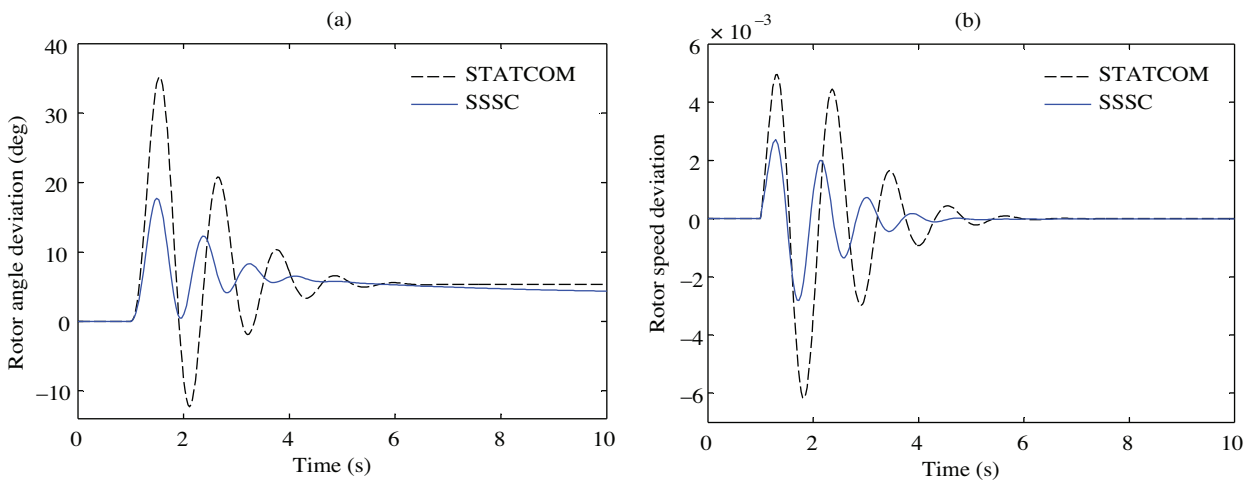 (a)
Rotor angle deviation (deg)
40
30
20
10
0
−10
STATCOM
SSSC
0 2 4 6 8 10
Time (s)
(b)
× 10⁻³
Rotor speed deviation
6
4
2
0
−2
−4
−6
STATCOM
SSSC
0 2 4 6 8 10
Time (s)